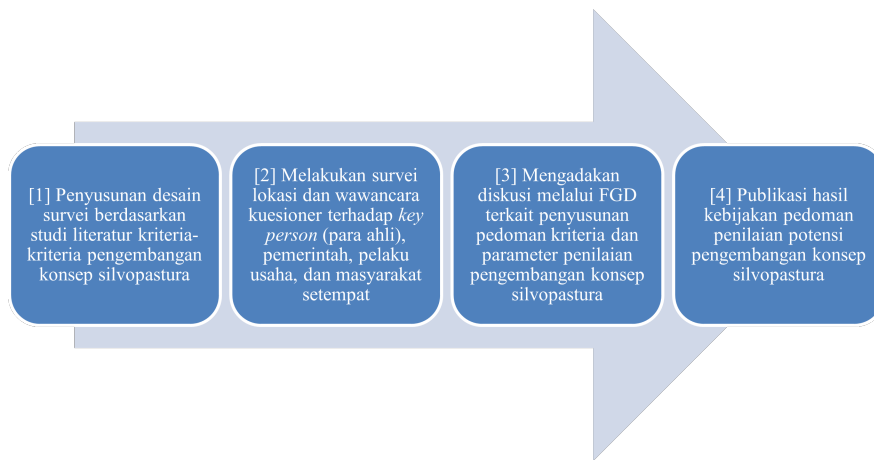 [1] Penyusunan desain
survei berdasarkan
studi literatur kriteria-
kriteria pengembangan
konsep silvopastura
[2] Melakukan survei
lokasi dan wawancara
kuesioner terhadap key
person (para ahli),
pemerintah, pelaku
usaha, dan masyarakat
setempat
[3] Mengadakan
diskusi melalui FGD
terkait penyusunan
pedoman kriteria dan
parameter penilaian
pengembangan konsep
silvopastura
[4] Publikasi hasil
kebijakan pedoman
penilaian potensi
pengembangan konsep
silvopastura